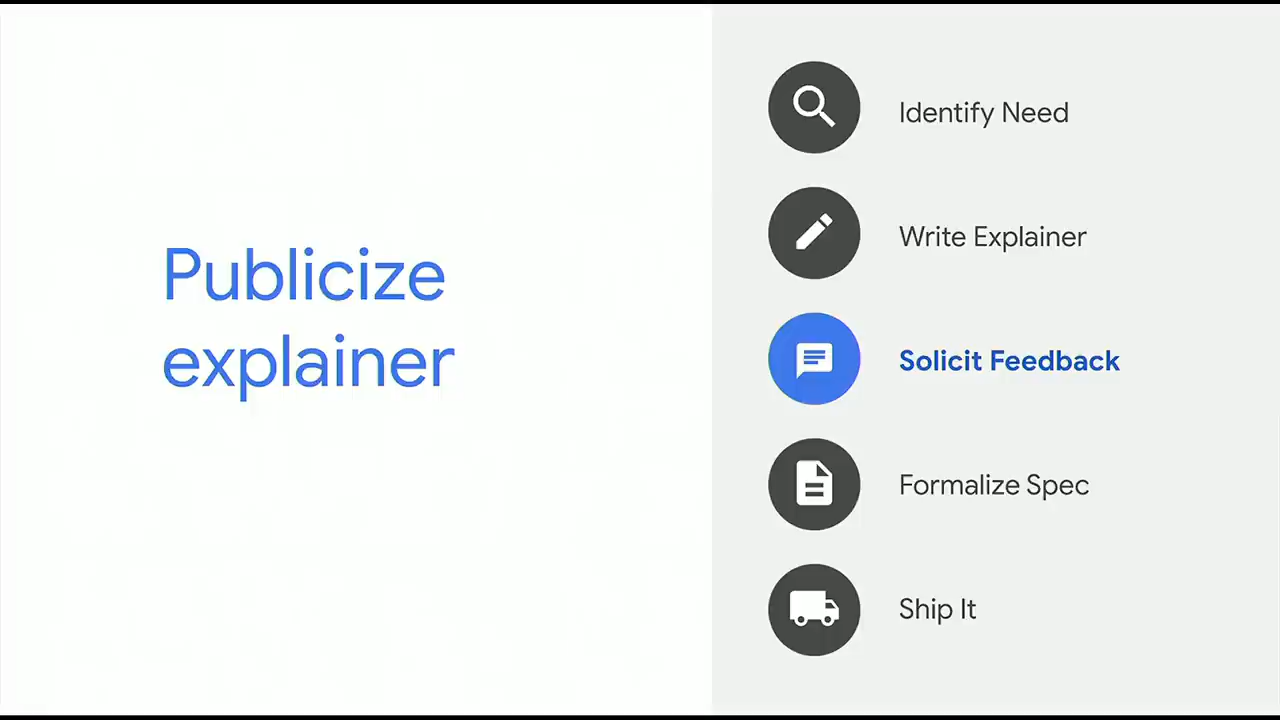 Publicize
explainer
Identify Need
Write Explainer
Solicit Feedback
Formalize Spec
Ship It